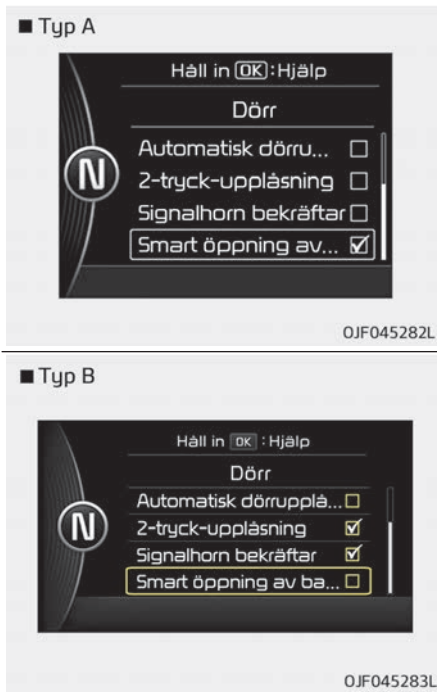 ■ Typ A
Håll in OK : Hjälp
Dörr
Automatisk dörru...
2-tryck-upplåsning
Signalhorn bekräftar
N
Smart öppning av...
OJF045282L
■ Typ B
Håll in OK : Hjälp
Dörr
Automatisk dörrupplå...
2-tryck-upplåsning
N
Signalhorn bekräftar
Smart öppning av ba...
OJF045283L